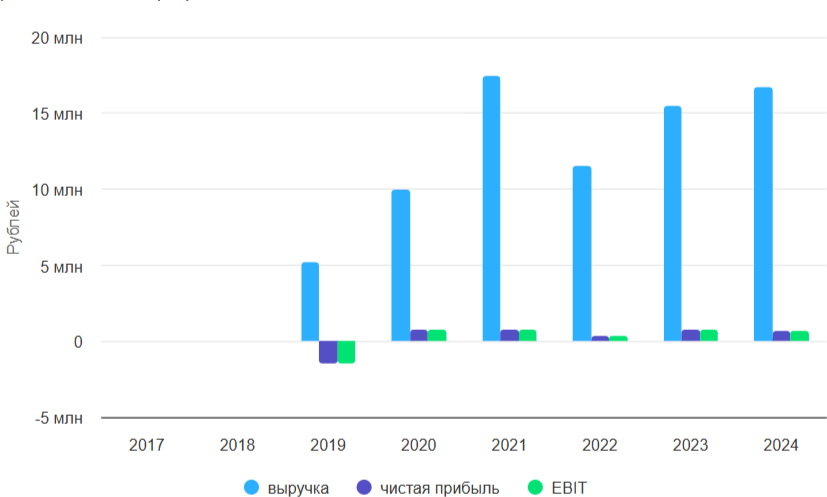 20 млн
15 млн
10 млн
5 млн
0
-5 млн
Рублей
2017 2018 2019 2020 2021 2022 2023 2024
выручка чистая прибыль EBIT